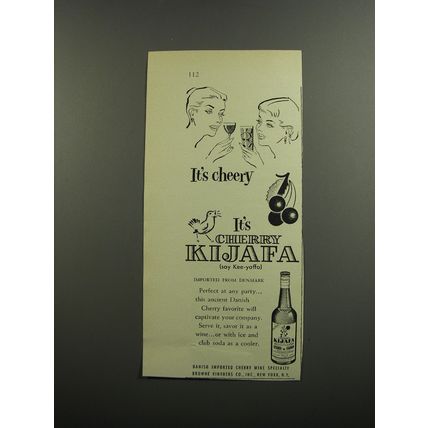 112
It's cheery
It's
CHERRY
KIJAFA
(say Kee-yaffa)
IMPORTED FROM DENMARK
Perfect at any party...
this ancient Danish
Cherry favorite will
captivate your company.
Serve it, savor it as a
wine...or with ice and
club soda as a cooler.
KIJAFA
DANISH IMPORTED CHERRY WINE SPECIALTY
BROWNE VINTNERS CO., INC., NEW YORK, N.Y.